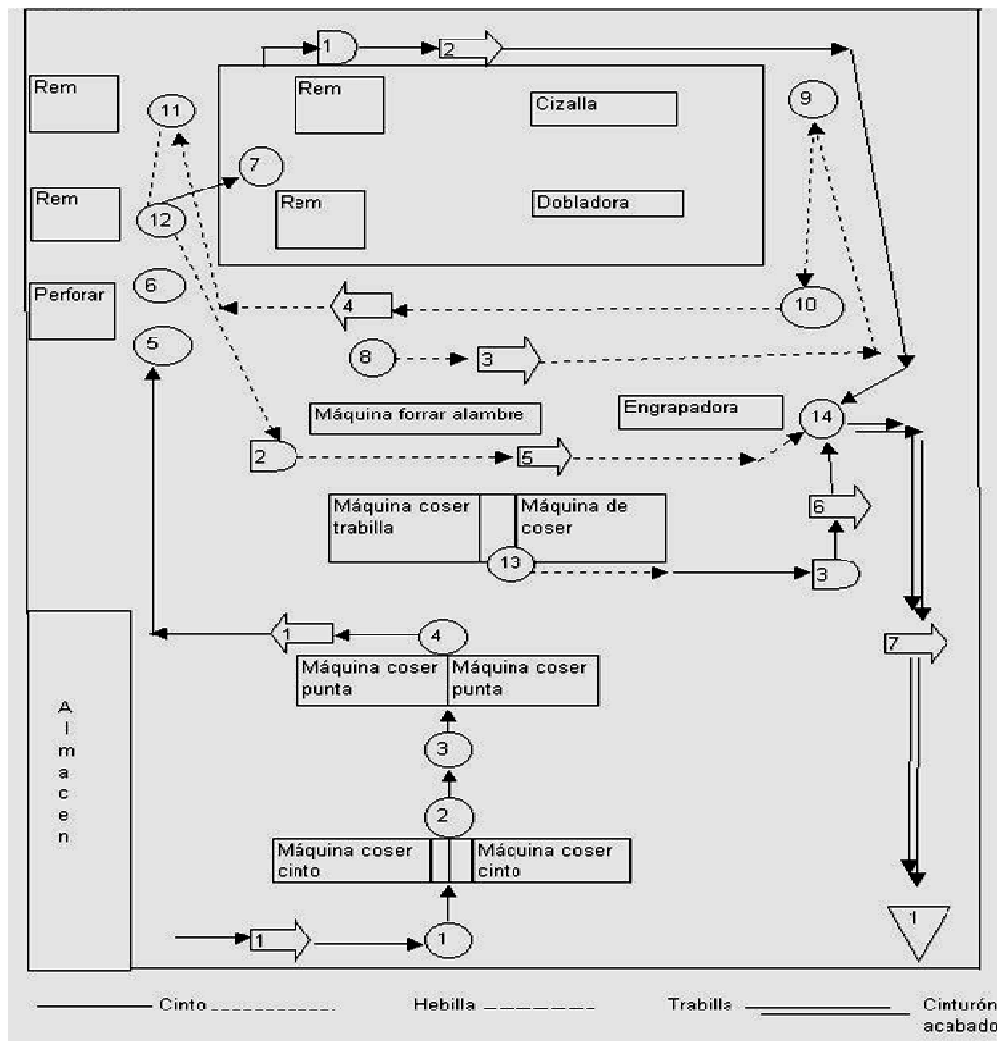 1
2
Rem
11
Rem
Cizalla
9
7
Rem
12
Rem
Dobladora
6
Perforar
4
10
5
8
3
Máquina forrar alambre
Engrapadora
14
2
5
Máquina coser
trabilla
Máquina de
coser
6
13
3
1
4
7
Máquina coser
punta
Máquina coser
punta
Almacen
3
2
Máquina coser
cinto
Máquina coser
cinto
1
1
1
Cinto
Hebilla
Trabilla
Cinturón
acabado